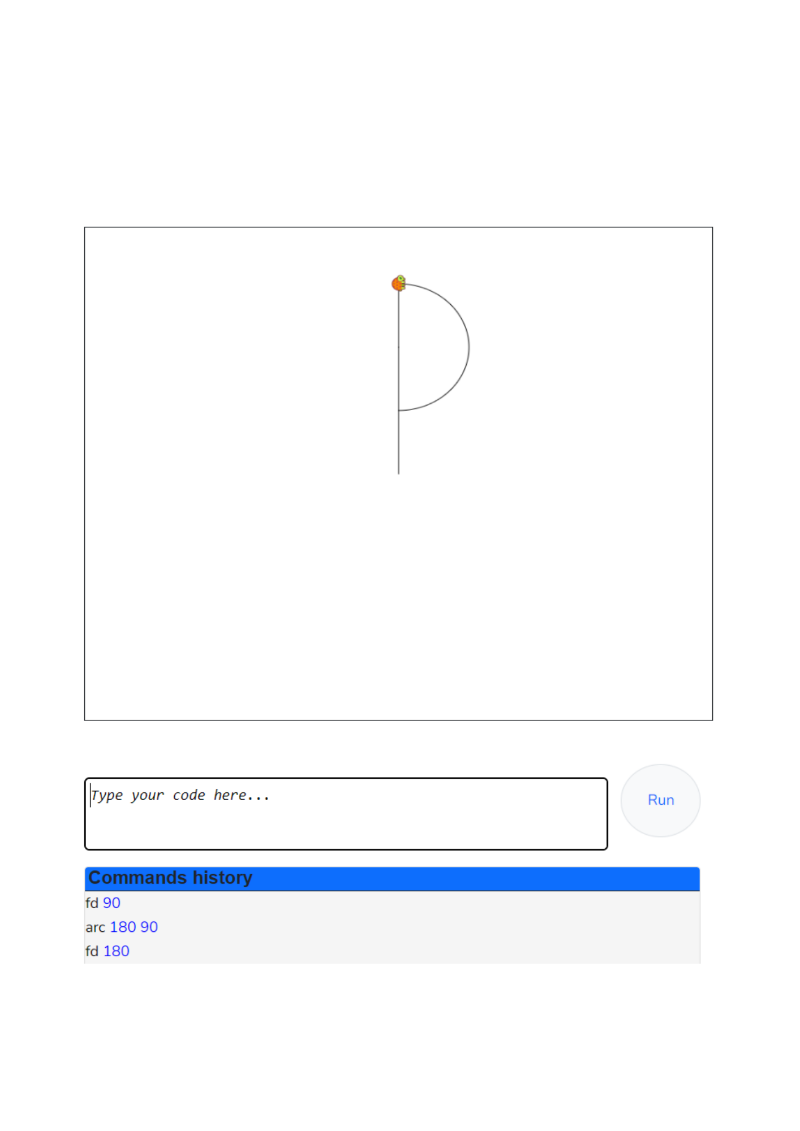 Type your code here...
Run
Commands history
fd 90
arc 180 90
fd 180